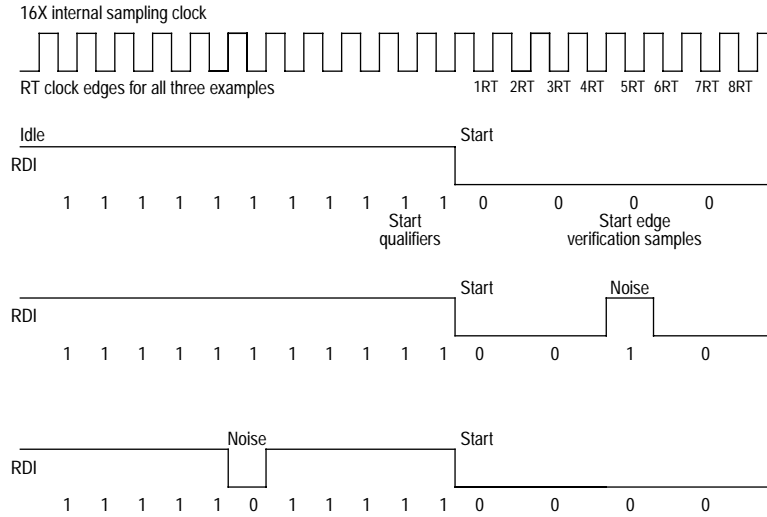 16X internal sampling clock
RT clock edges for all three examples 1RT 2RT 3RT 4RT 5RT 6RT 7RT 8RT
Idle Start
RDI
1 1 1 1 1 1 1 1 1 1 1 0 0 0 0
Start qualifiers
Start edge verification samples
Start Noise
RDI
1 1 1 1 1 1 1 1 1 1 1 0 0 1 0
Noise Start
RDI
1 1 1 1 1 0 1 1 1 1 1 0 0 0 0